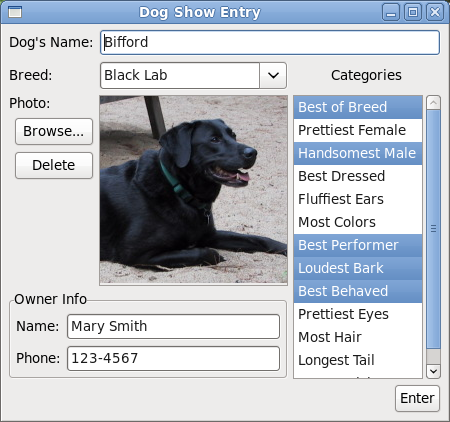 Dog Show Entry
Dog's Name: Bifford
Breed: Black Lab
Categories
Photo:
Browse...
Delete
Best of Breed
Prettiest Female
Handsomest Male
Best Dressed
Fluffiest Ears
Most Colors
Best Performer
Loudest Bark
Best Behaved
Prettiest Eyes
Most Hair
Longest Tail
Owner Info
Name: Mary Smith
Phone: 123-4567
Enter